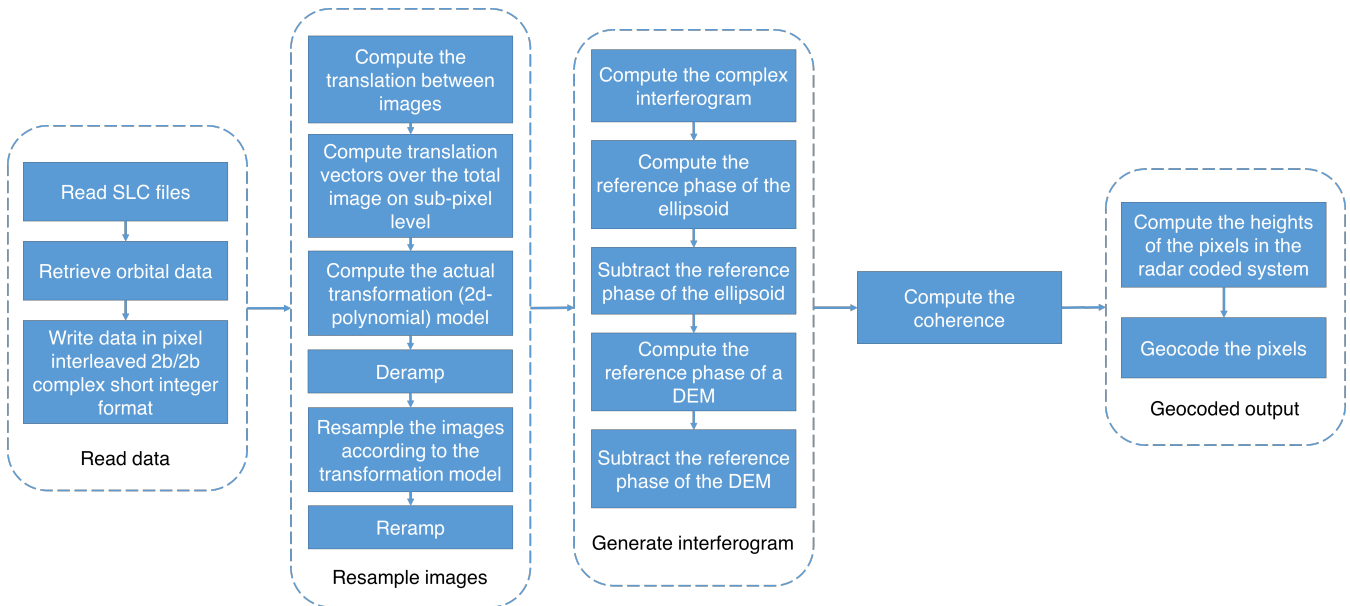 Read SLC files
Retrieve orbital data
Write data in pixel
interleaved 2b/2b
complex short integer
format
Read data
Compute the
translation between
images
Compute translation
vectors over the total
image on sub-pixel
level
Compute the actual
transformation (2d-
polynomial) model
Deramp
Resample the images
according to the
transformation model
Reramp
Resample images
Compute the complex
interferogram
Compute the
reference phase of the
ellipsoid
Subtract the reference
phase of the ellipsoid
Compute the
reference phase of a
DEM
Subtract the reference
phase of the DEM
Generate interferogram
Compute the
coherence
Compute the heights
of the pixels in the
radar coded system
Geocode the pixels
Geocoded output